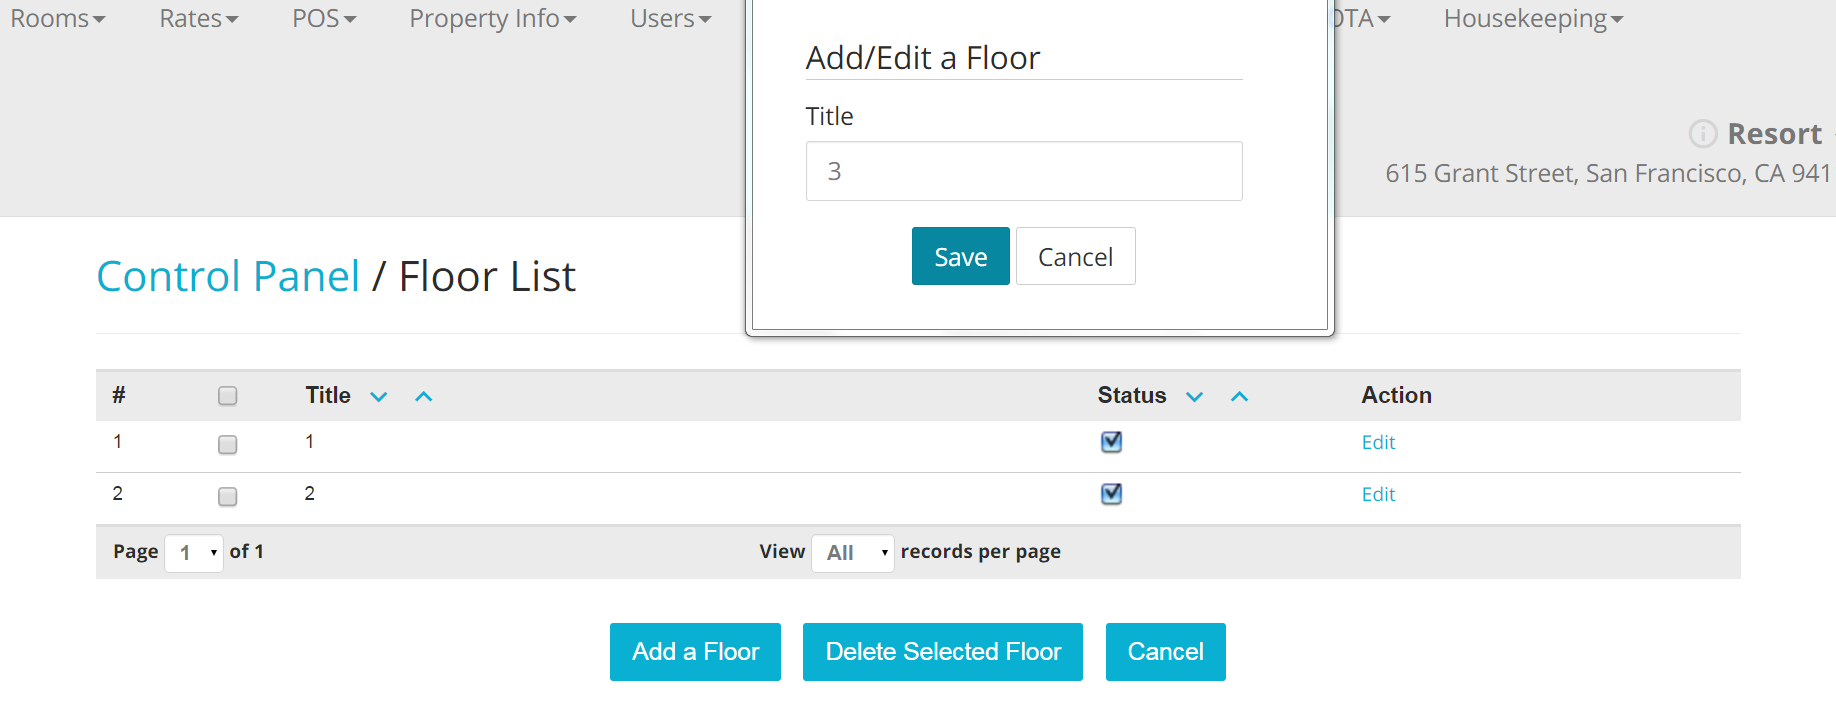 Rooms Rates POS Property Info Users OTA Housekeeping
Add/Edit a Floor
Title
3
Save Cancel
Resort
615 Grant Street, San Francisco, CA 941
Control Panel / Floor List
# Title Status Action
1 1 Edit
2 2 Edit
Page 1 of 1 View All records per page
Add a Floor Delete Selected Floor Cancel